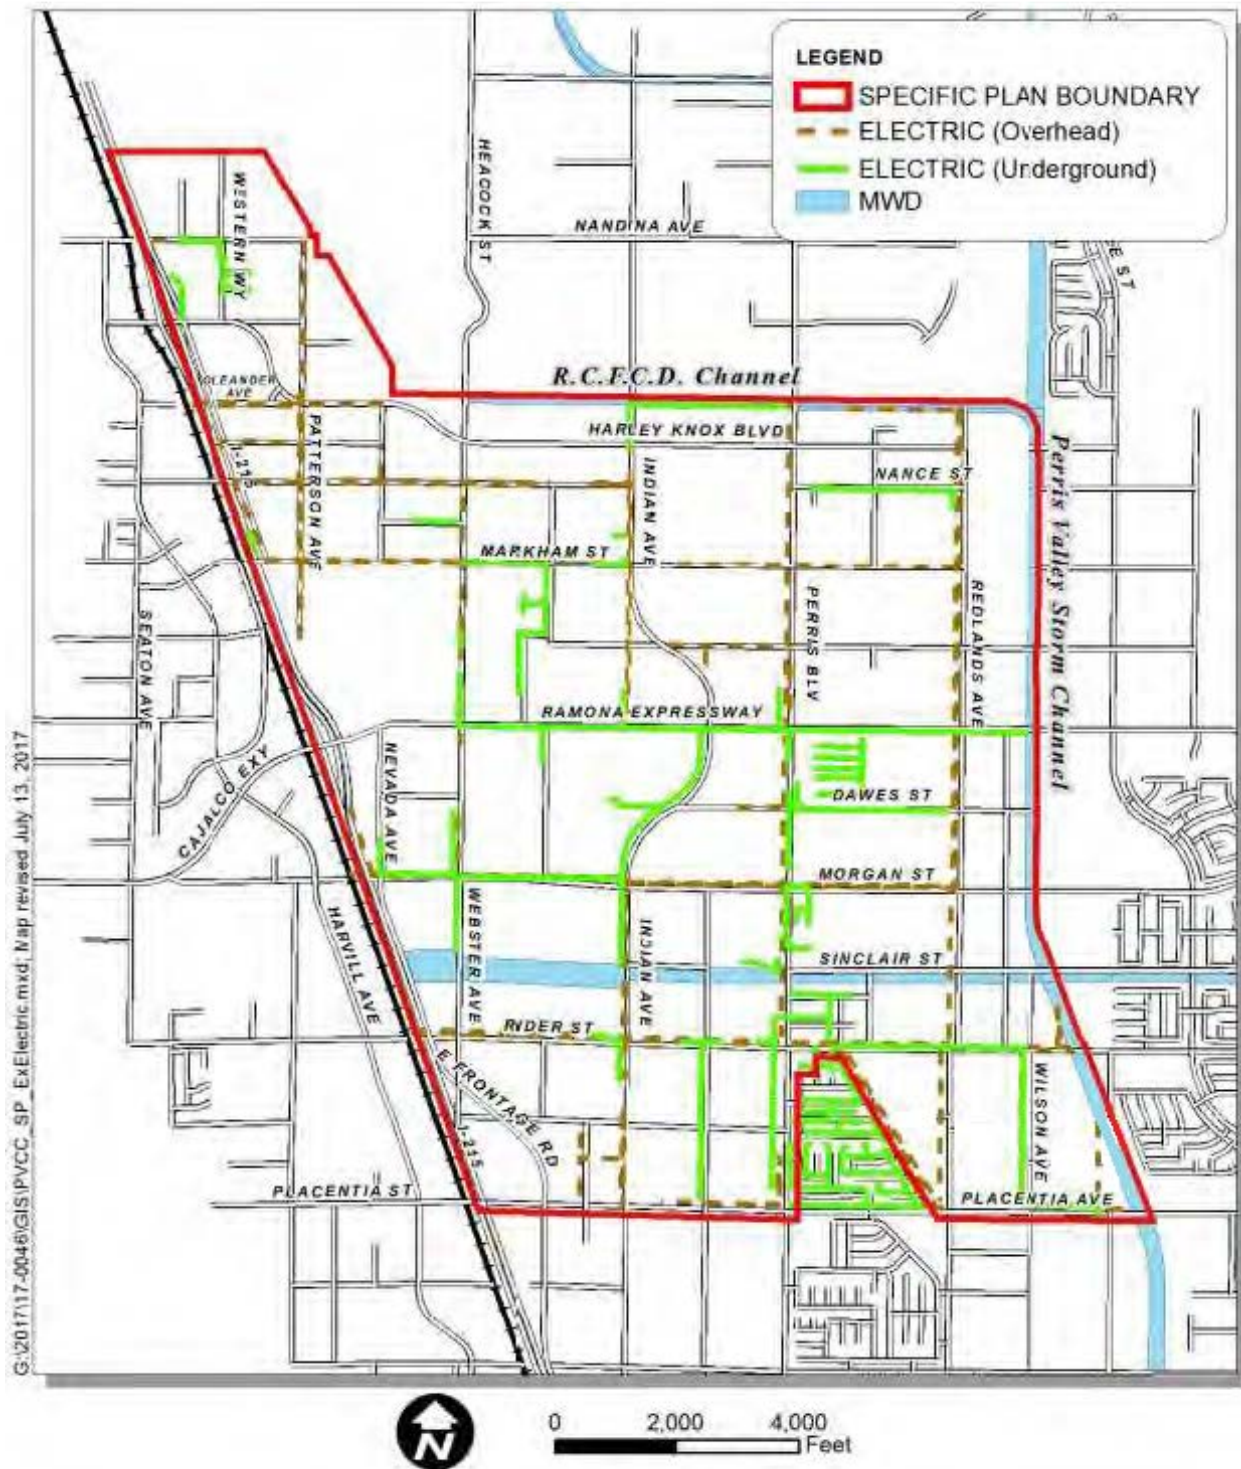 LEGEND
SPECIFIC PLAN BOUNDARY
ELECTRIC (Overhead)
ELECTRIC (Underground)
MWD
HEACOCK ST
WESTERN WY
NANDINA AVE
E ST
R.C.F.C.D. Channel
OLEANDER
AVE
HARLEY KNOX BLVD
PATTERSON AVE
I-215
INDIAN AVE
NANCE ST
Perris Valley Storm Channel
MARKHAM ST
SEATON AVE
PERRIS BLV
REDLANDS AVE
RAMONA EXPRESSWAY
NEVADA AVE
CAJALCO EXY
DAWES ST
MORGAN ST
HARVILL AVE
WEBSTER AVE
INDIAN AVE
SINCLAIR ST
RIDER ST
E FRONTAGE RD
WILSON AVE
I-215
PLACENTIA ST
PLACENTIA AVE
G:\2017\17-0046\GIS\PVCC_SP_ExElectric.mxd; Map revised July 13, 2017
N
0 2,000 4,000
Feet